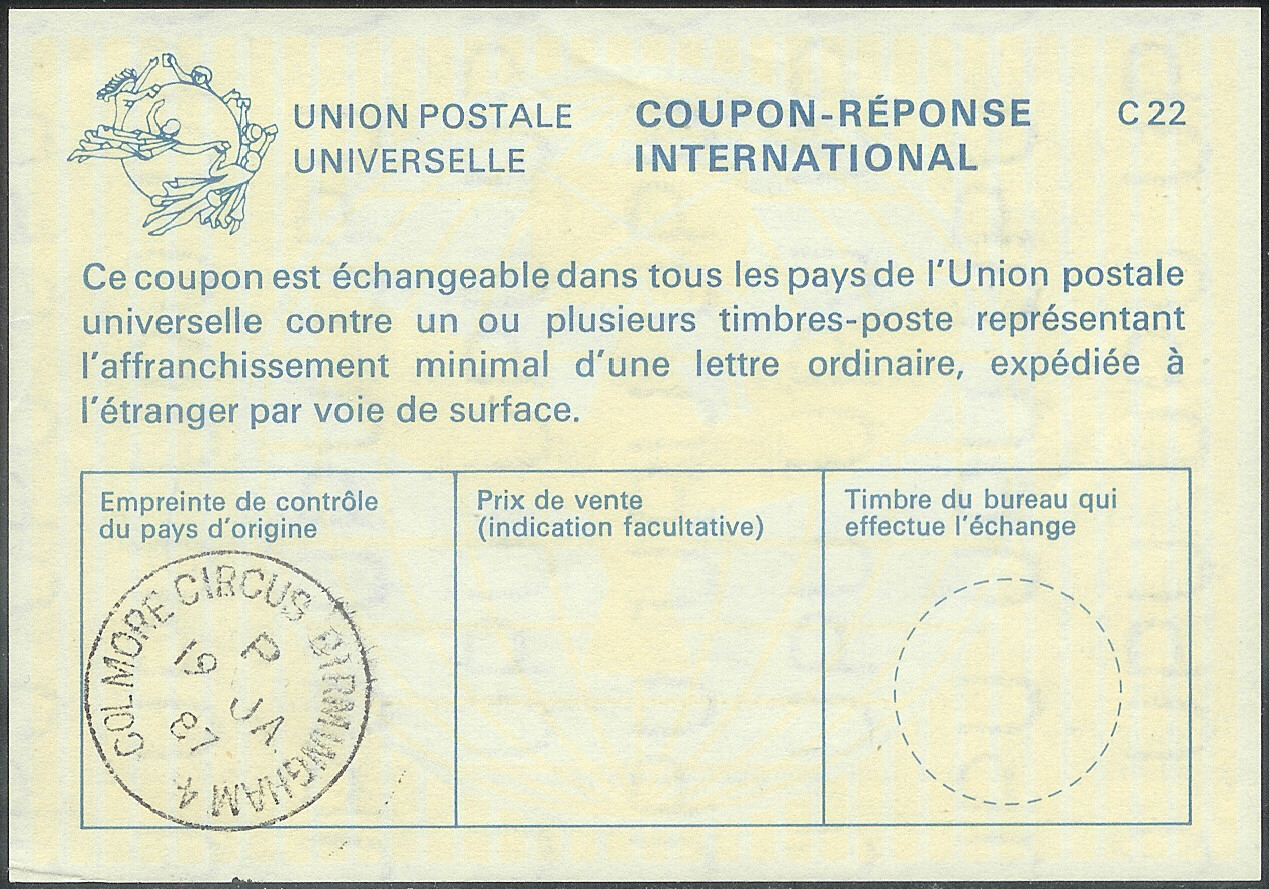 UNION POSTALE
UNIVERSELLE
COUPON-RÉPONSE
INTERNATIONAL
C 22
Ce coupon est échangeable dans tous les pays de l'Union postale
universelle contre un ou plusieurs timbres-poste représentant
l'affranchissement minimal d'une lettre ordinaire, expédiée à
l'étranger par voie de surface.
Empreinte de contrôle
du pays d'origine
Prix de vente
(indication facultative)
Timbre du bureau qui
effectue l'échange
COLMORE CIRCUS BIRMINGHAM 4
P
19 JA
87